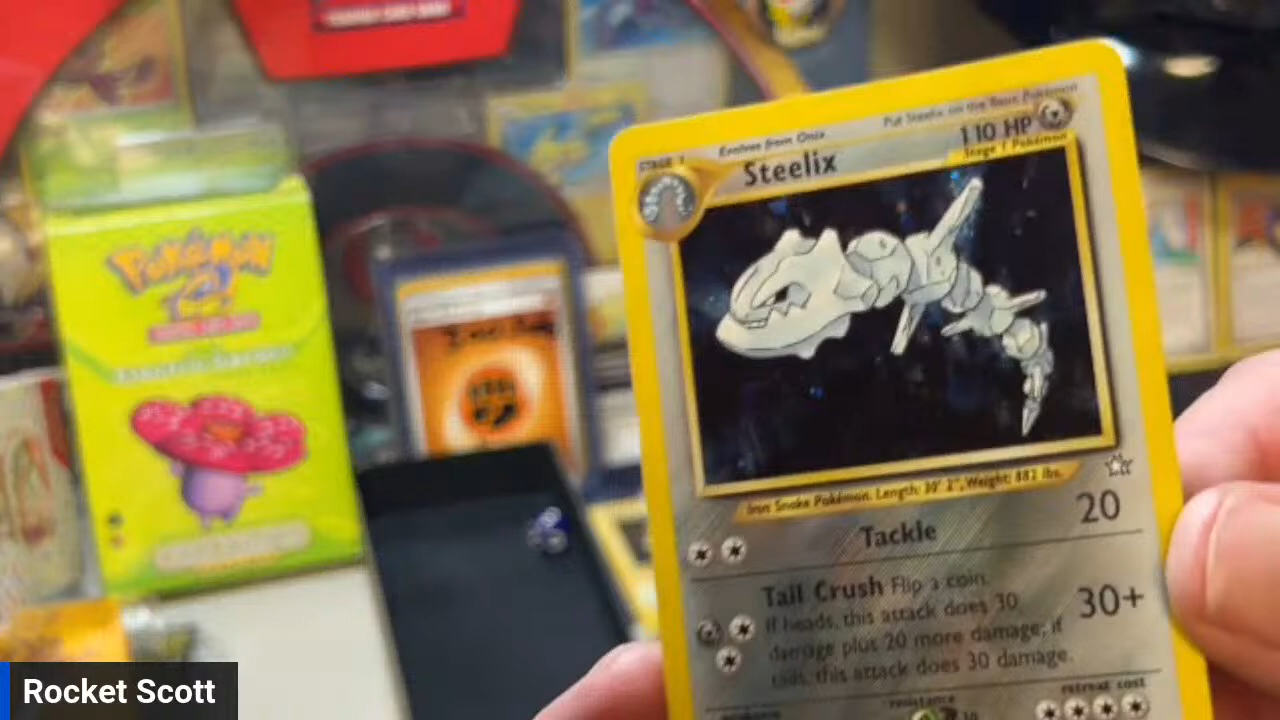 Pokémon
STAGE 1
Evolves from Onix
Put Steelix on the Basic Pokémon
Steelix
110 HP
Stage 1 Pokémon
Iron Snake Pokémon. Length: 30' 2", Weight: 882 lbs.
Tackle
20
Tail Crush Flip a coin.
If heads, this attack does 30
damage plus 20 more damage; if
tails, this attack does 30 damage.
30+
resistance
retreat cost
Rocket Scott